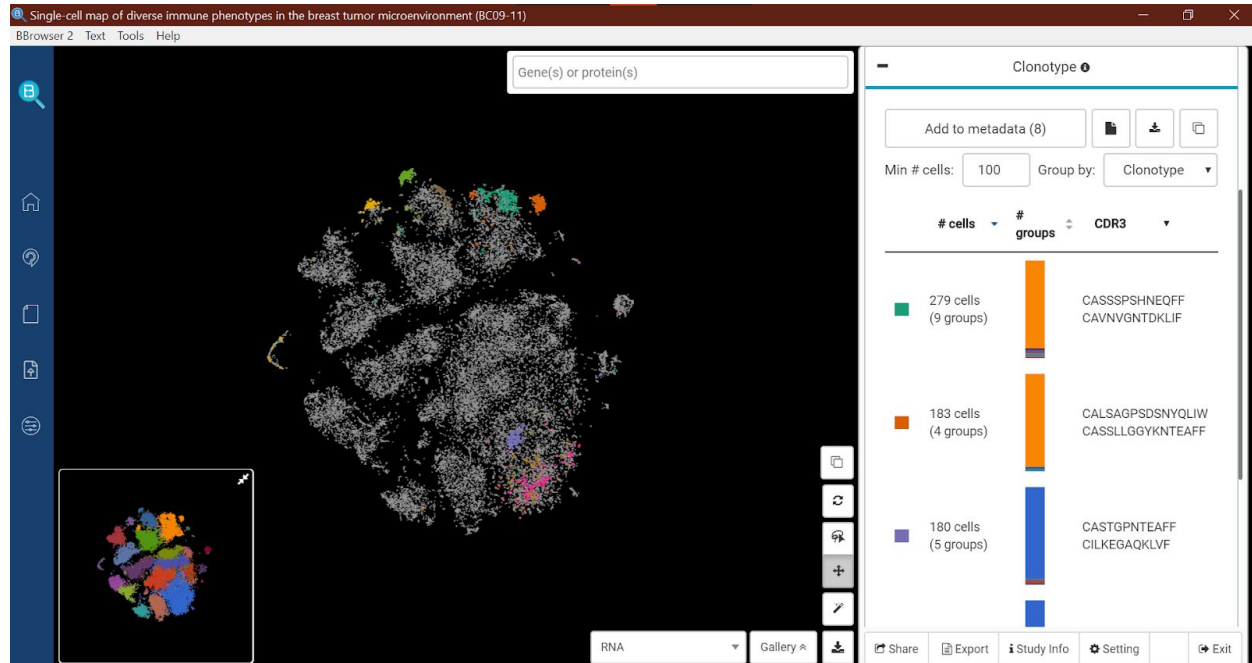 Single-cell map of diverse immune phenotypes in the breast tumor microenvironment (BC09-11)
BBrowser 2 Text Tools Help
Gene(s) or protein(s)
Clonotype
Add to metadata (8)
Min # cells: 100 Group by: Clonotype
# cells # groups CDR3
279 cells
(9 groups)
CASSSPSHNEQFF
CAVNVGNTDKLIF
183 cells
(4 groups)
CALSAGPSDSNYQLIW
CASSLLGGYKNTEAFF
180 cells
(5 groups)
CASTGPNTEAFF
CILKEGAQKLVF
RNA
Gallery
Share Export Study Info Setting Exit